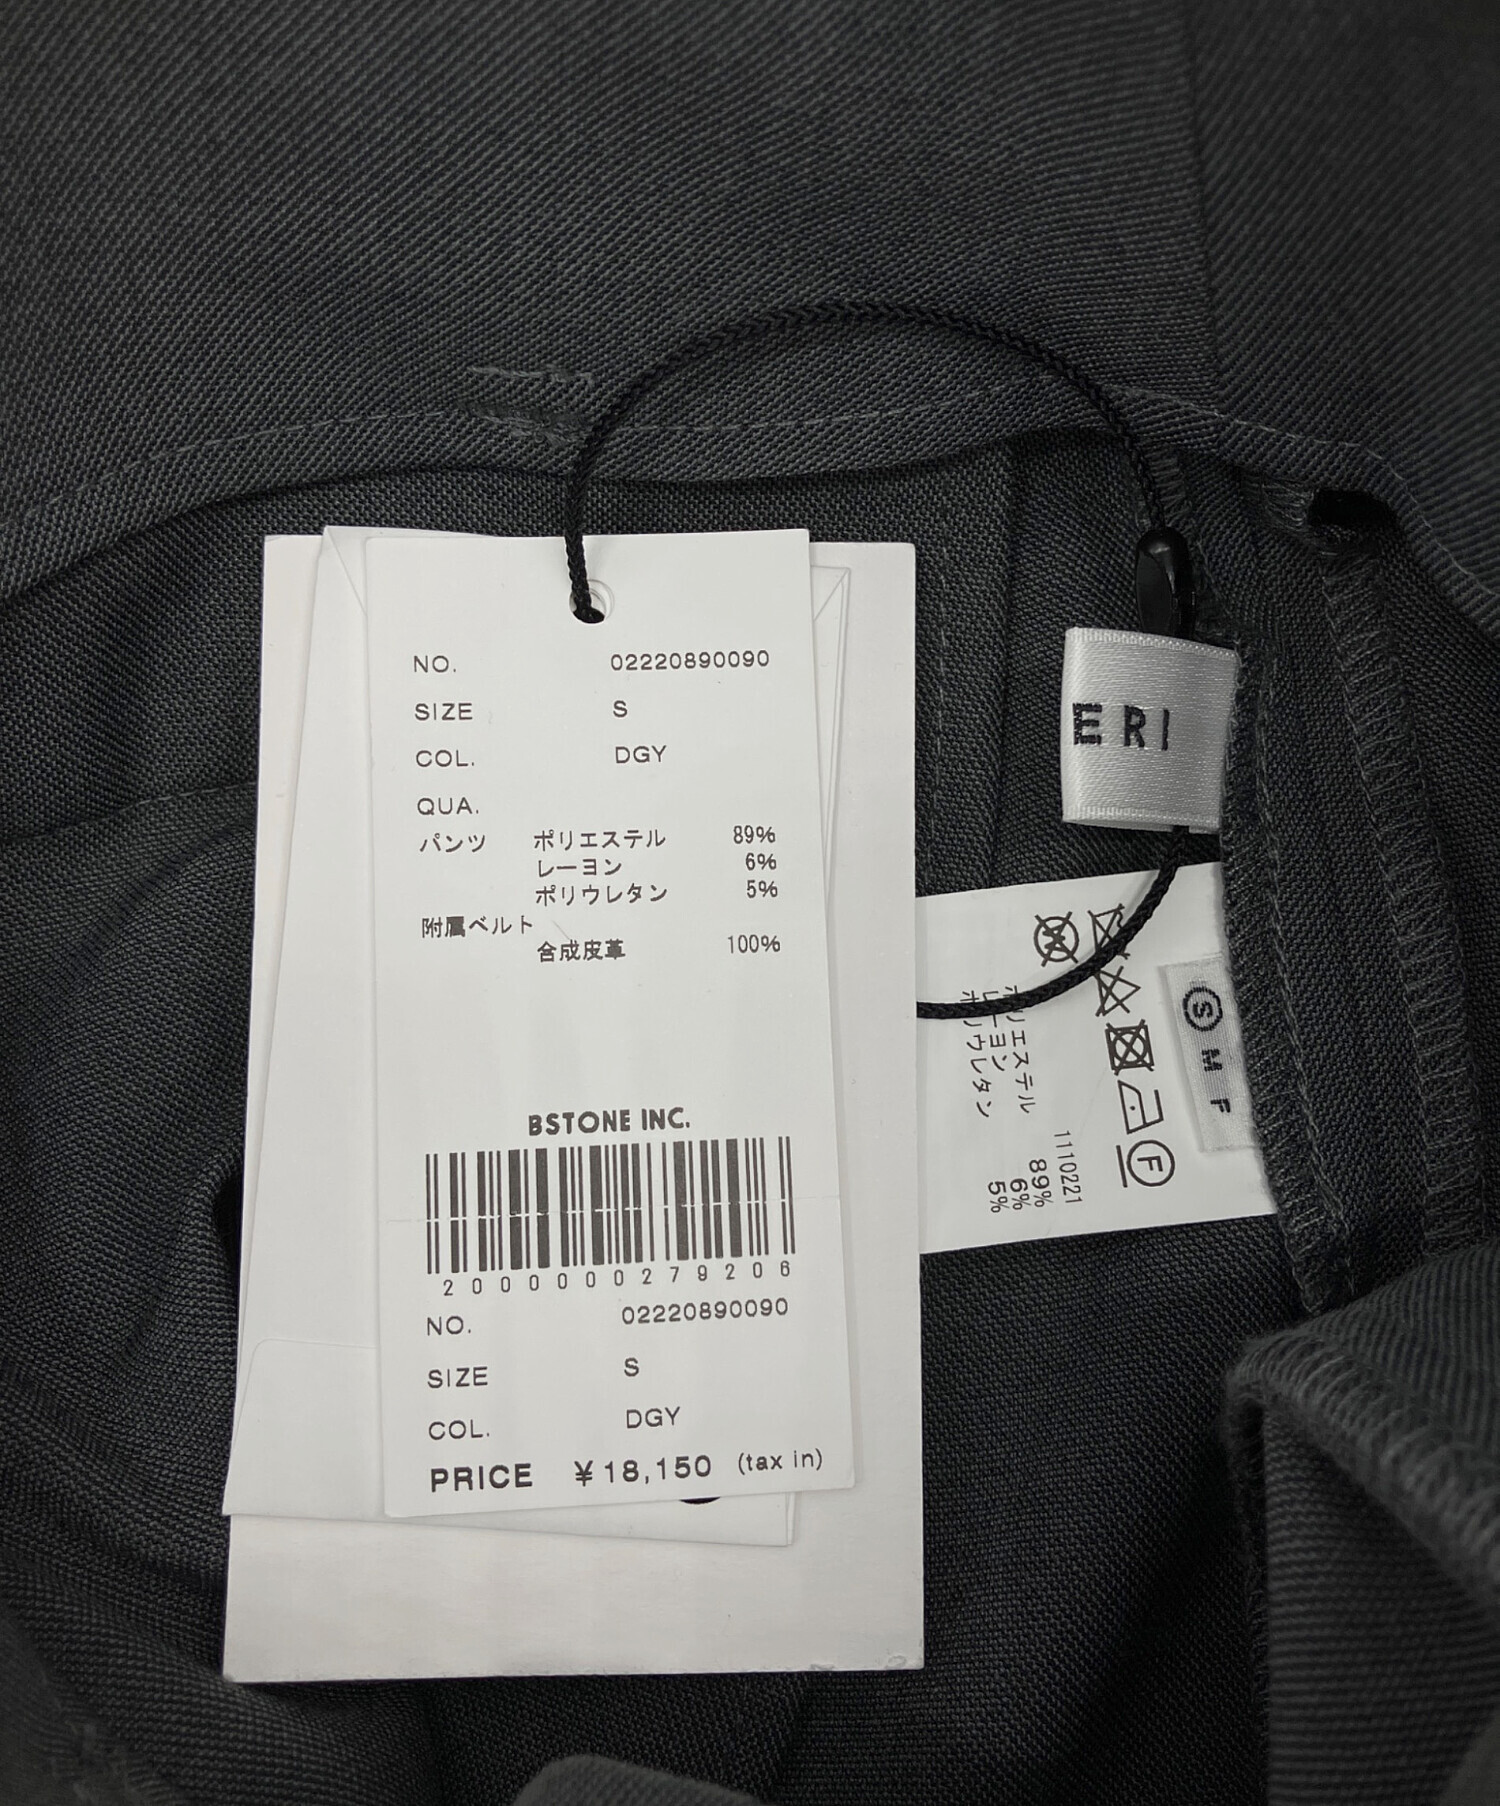 NO. 02220890090
SIZE S
COL. DGY
QUA.
パンツ ポリエステル 89%
レーヨン 6%
ポリウレタン 5%
附属ベルト
合成皮革 100%
BSTONE INC.
2000000279206
NO. 02220890090
SIZE S
COL. DGY
PRICE ¥18,150 (tax in)
ERI
S M F
1110221
ポリエステル 89%
レーヨン 6%
ポリウレタン 5%
F